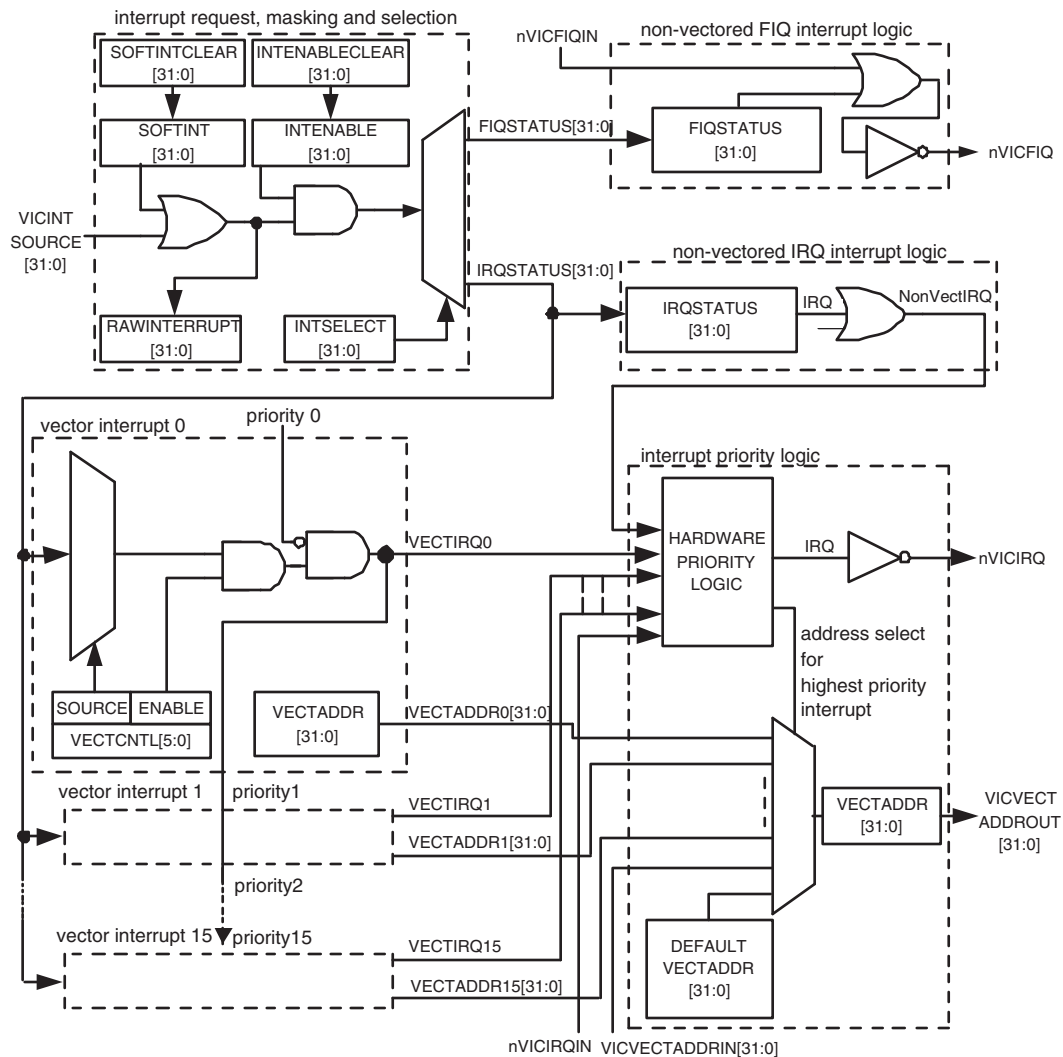 interrupt request, masking and selection
SOFTINTCLEAR
[31:0]
INTENABLECLEAR
[31:0]
SOFTINT
[31:0]
INTENABLE
[31:0]
VICINT
SOURCE
[31:0]
RAWINTERRUPT
[31:0]
INTSELECT
[31:0]
FIQSTATUS[31:0]
IRQSTATUS[31:0]
nVICFIQIN
non-vectored FIQ interrupt logic
FIQSTATUS
[31:0]
nVICFIQ
non-vectored IRQ interrupt logic
IRQSTATUS
[31:0]
IRQ
NonVectIRQ
vector interrupt 0
priority 0
VECTIRQ0
SOURCE
ENABLE
VECTCNTL[5:0]
VECTADDR
[31:0]
VECTADDR0[31:0]
interrupt priority logic
HARDWARE
PRIORITY
LOGIC
IRQ
nVICIRQ
address select
for
highest priority
interrupt
vector interrupt 1
priority1
VECTIRQ1
VECTADDR1[31:0]
VECTADDR
[31:0]
VICVECT
ADDROUT
[31:0]
priority2
vector interrupt 15
priority15
VECTIRQ15
VECTADDR15[31:0]
DEFAULT
VECTADDR
[31:0]
nVICIRQIN
VICVECTADDRIN[31:0]